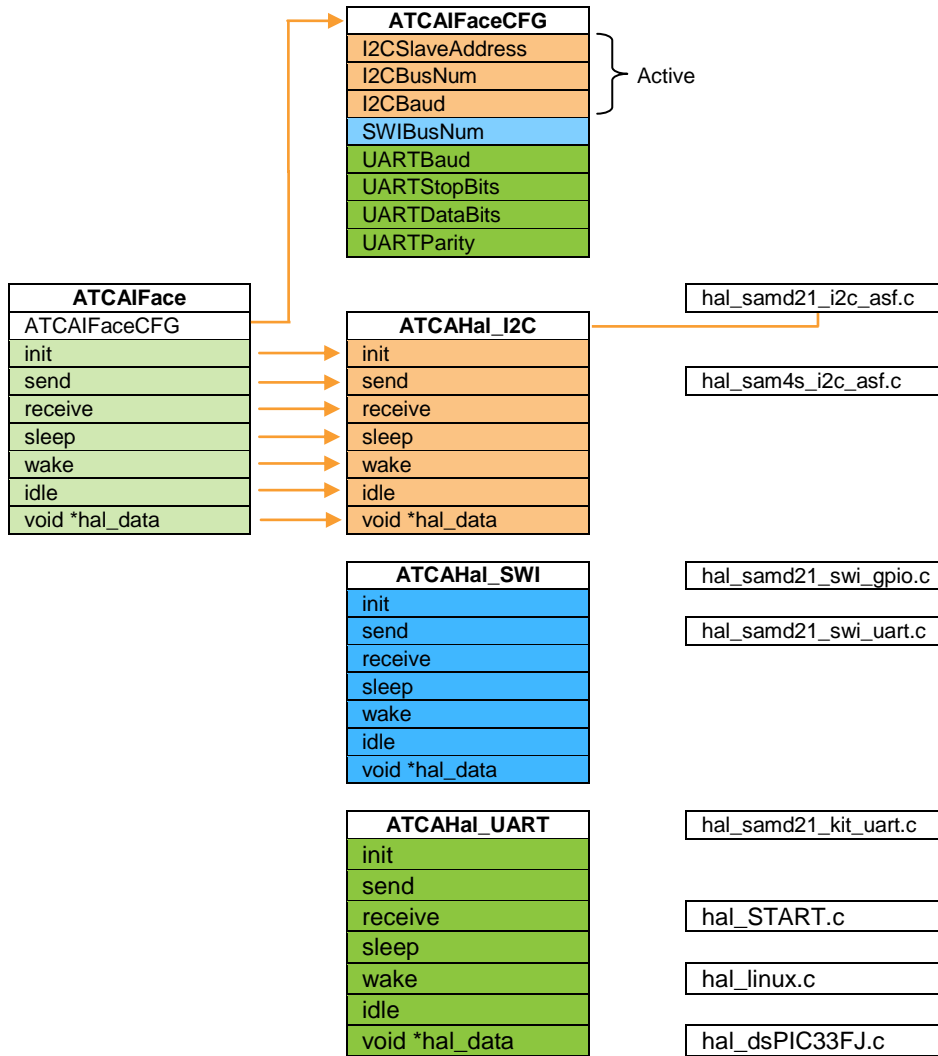 ATCAIFaceCFG
I2CSlaveAddress
I2CBusNum
I2CBaud
Active
SWIBusNum
UARTBaud
UARTStopBits
UARTDataBits
UARTParity
ATCAIFace
ATCAIFaceCFG
init
send
receive
sleep
wake
idle
void *hal_data
ATCAHal_I2C
init
send
receive
sleep
wake
idle
void *hal_data
hal_samd21_i2c_asf.c
hal_sam4s_i2c_asf.c
ATCAHal_SWI
init
send
receive
sleep
wake
idle
void *hal_data
hal_samd21_swi_gpio.c
hal_samd21_swi_uart.c
ATCAHal_UART
init
send
receive
sleep
wake
idle
void *hal_data
hal_samd21_kit_uart.c
hal_START.c
hal_linux.c
hal_dsPIC33FJ.c